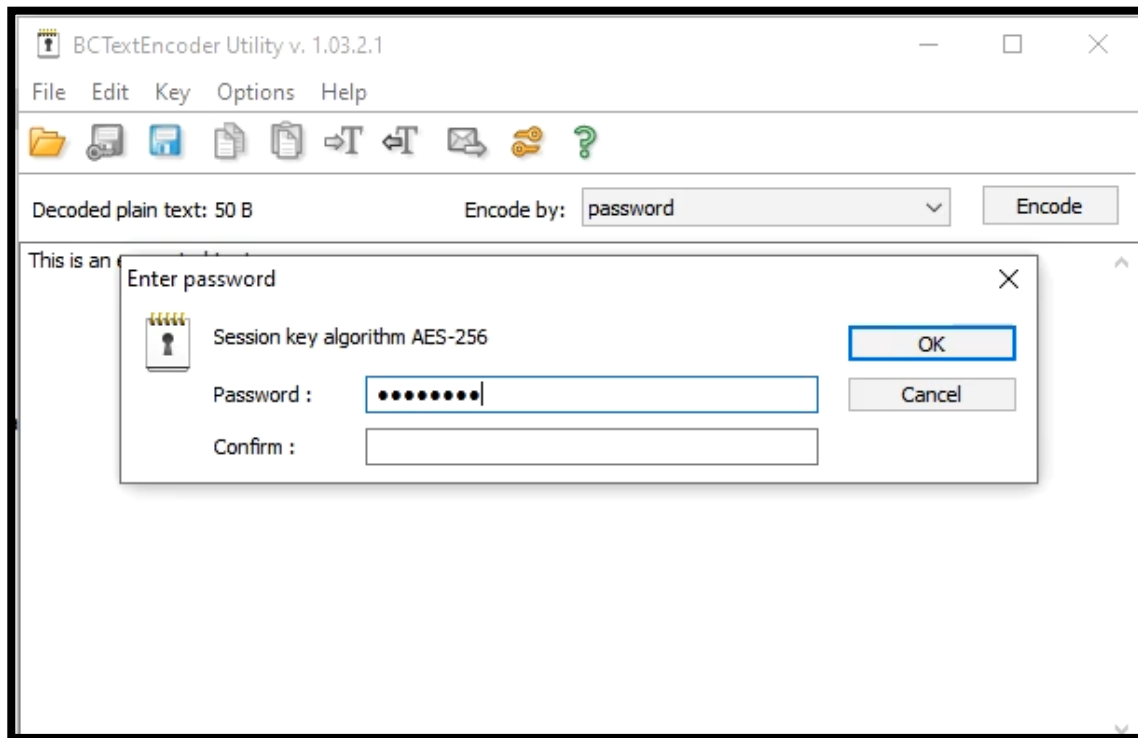 BCTextEncoder Utility v. 1.03.2.1
File Edit Key Options Help
Decoded plain text: 50 B Encode by: password Encode
This is an
Enter password
Session key algorithm AES-256 OK
Password : ●●●●●●●● Cancel
Confirm :